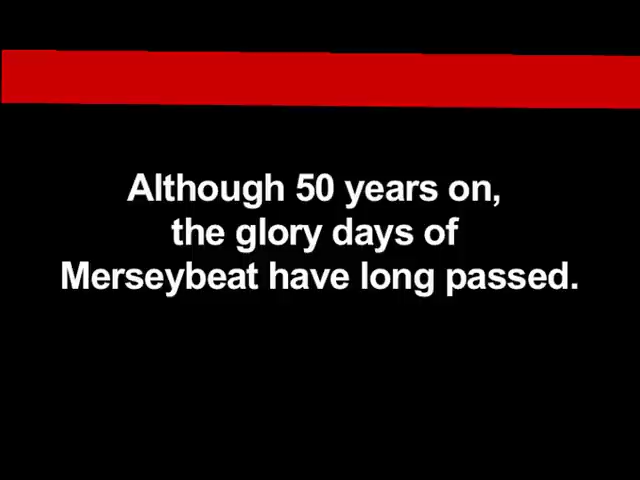 Although 50 years on,
the glory days of
Merseybeat have long passed.